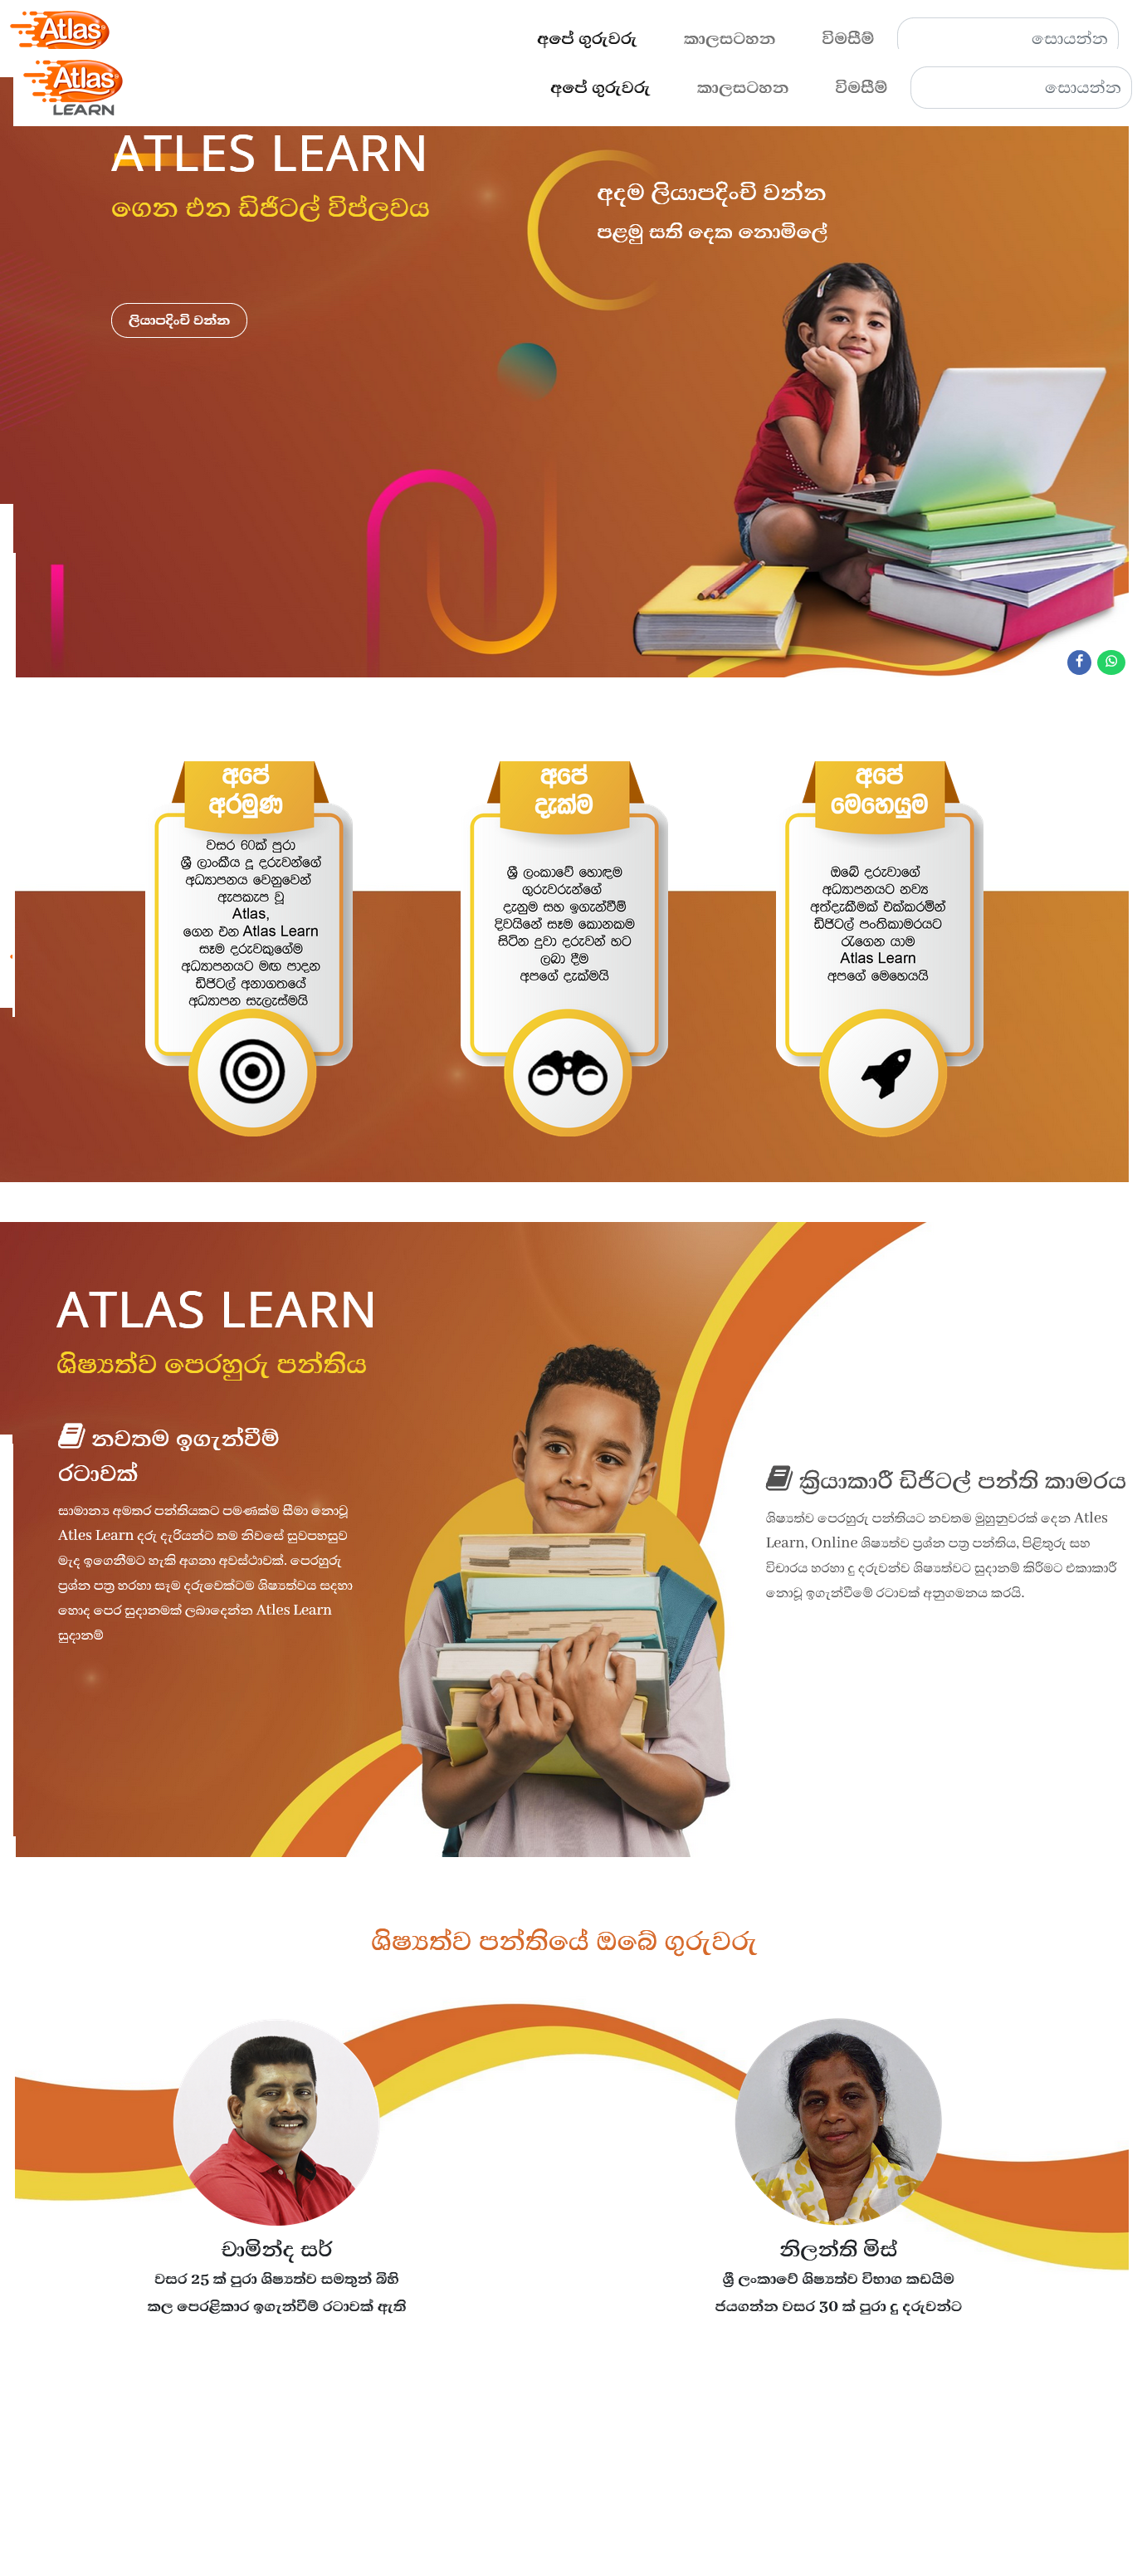 Atlas
අපේ ගුරුවරු
කාලසටහන
විමසීම්
සොයන්න
Atlas
LEARN
අපේ ගුරුවරු
කාලසටහන
විමසීම්
සොයන්න
ATLES LEARN
ගෙන එන ඩිජිටල් විප්ලවය
අදම ලියාපදිංචි වන්න
පළමු සති දෙක නොමිලේ
ලියාපදිංචි වන්න
අපේ
අරමුණ
වසර 60ක් පුරා
ශ්‍රී ලාංකීය දූ දරුවන්ගේ
අධ්‍යාපනය වෙනුවෙන්
ඇපකැප වූ
Atlas,
ගෙන එන Atlas Learn
සෑම දරුවකුගේම
අධ්‍යාපනයට මඟ පාදන
ඩිජිටල් අනාගතයේ
අධ්‍යාපන සැලැස්මයි
අපේ
දැක්ම
ශ්‍රී ලංකාවේ හොඳම
ගුරුවරුන්ගේ
දැනුම සහ ඉගැන්වීම්
දිවයිනේ සෑම කොනකම
සිටින දුවා දරුවන් හට
ලබා දීම
අපගේ දැක්මයි
අපේ
මෙහෙයුම
ඔබේ දරුවාගේ
අධ්‍යාපනයට නව්‍ය
අත්දැකීමක් එක්කරමින්
ඩිජිටල් පංතිකාමරයට
රැගෙන යාම
Atlas Learn
අපගේ මෙහෙයයි
ATLAS LEARN
ශිෂ්‍යත්ව පෙරහුරු පන්තිය
නවතම ඉගැන්වීම්
රටාවක්
සාමාන්‍ය අමතර පන්තියකට පමණක්ම සීමා නොවූ
Atles Learn දරු දැරියන්ට තම නිවසේ සුවපහසුව
මැද ඉගෙනීමට හැකි අගනා අවස්ථාවක්. පෙරහුරු
ප්‍රශ්න පත්‍ර හරහා සෑම දරුවෙක්ටම ශිෂ්‍යත්වය සදහා
හොද පෙර සුදානමක් ලබාදෙන්න Atles Learn
සුදානම්
ක්‍රියාකාරී ඩිජිටල් පන්ති කාමරය
ශිෂ්‍යත්ව පෙරහුරු පන්තියට නවතම මුහුනුවරක් දෙන Atles
Learn, Online ශිෂ්‍යත්ව ප්‍රශ්න පත්‍ර පන්තිය, පිළිතුරු සහ
විචාරය හරහා දු දරුවන්ව ශිෂ්‍යත්වට සුදානම් කිරීමට එකාකාරී
නොවූ ඉගැන්වීමේ රටාවක් අනුගමනය කරයි.
ශිෂ්‍යත්ව පන්තියේ ඔබේ ගුරුවරු
චාමින්ද සර්
වසර 25 ක් පුරා ශිෂ්‍යත්ව සමතුන් බිහි
කල පෙරළිකාර ඉගැන්වීම් රටාවක් ඇති
නිලන්ති මිස්
ශ්‍රී ලංකාවේ ශිෂ්‍යත්ව විභාග කඩයිම
ජයගන්න වසර 30 ක් පුරා දු දරුවන්ට